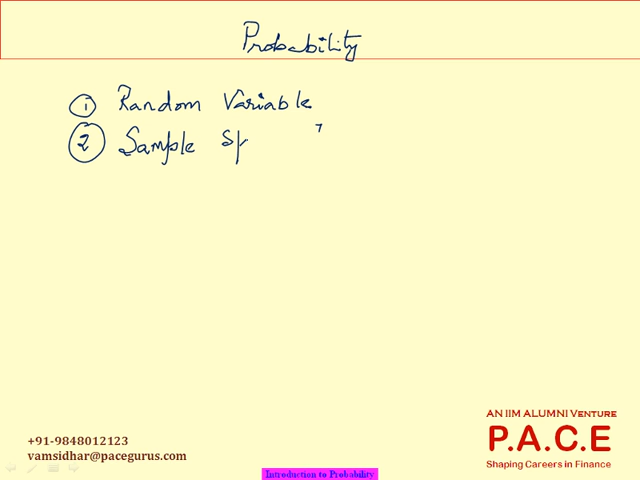 Probability
① Random Variable
② Sample Sp
AN IIM ALUMNI VENTURE
P.A.C.E
Shaping Careers in Finance
+91-9848012123
vamsidhar@pacegurus.com
Introduction to Probability